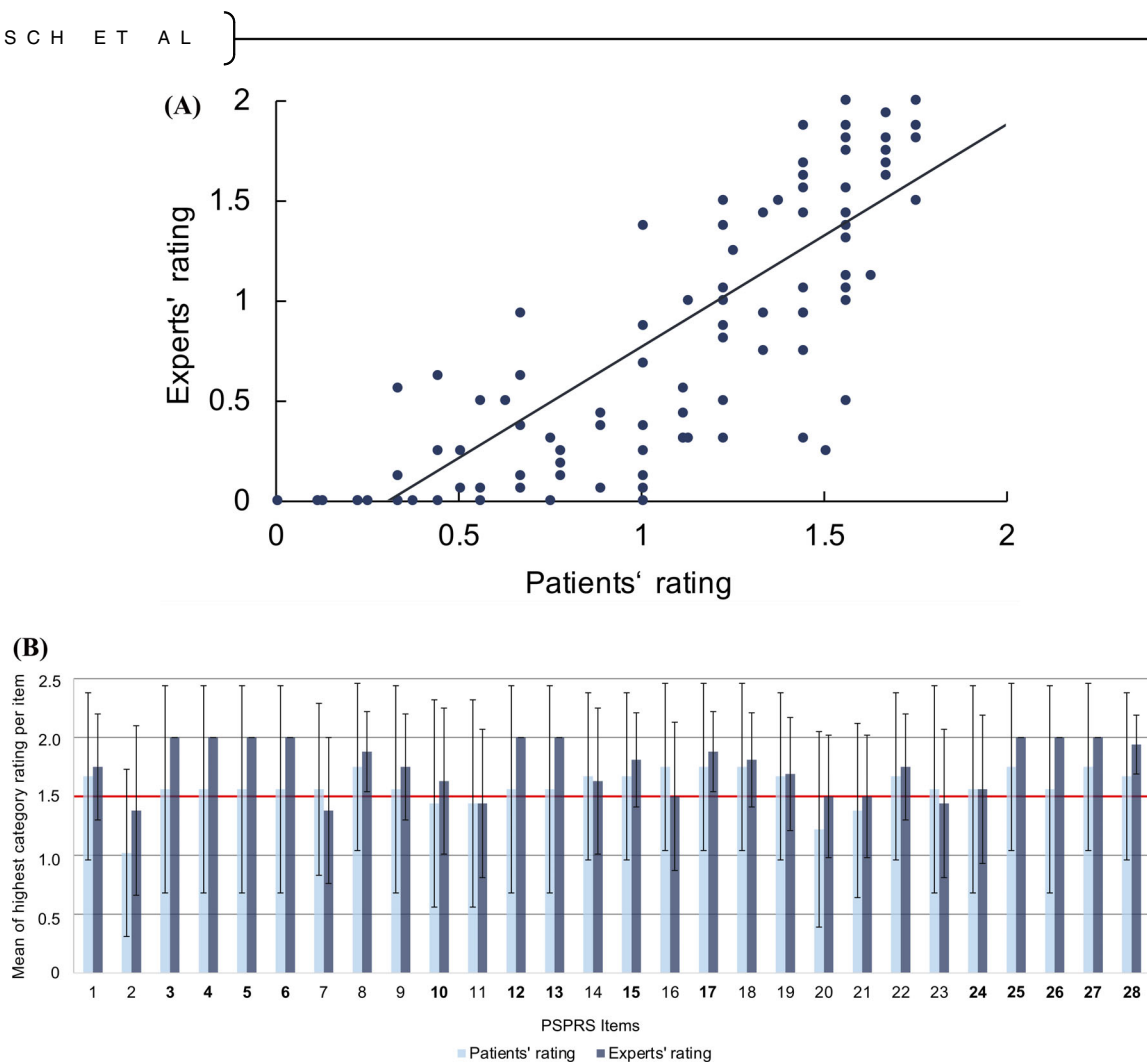 SCH ET AL
(A)
2
1.5
1
0.5
0
Experts' rating
0 0.5 1 1.5 2
Patients‘ rating
(B)
2.5
2.0
1.5
1.0
0.5
0
Mean of highest category rating per item
1 2 3 4 5 6 7 8 9 10 11 12 13 14 15 16 17 18 19 20 21 22 23 24 25 26 27 28
PSPRS Items
Patients' rating Experts' rating